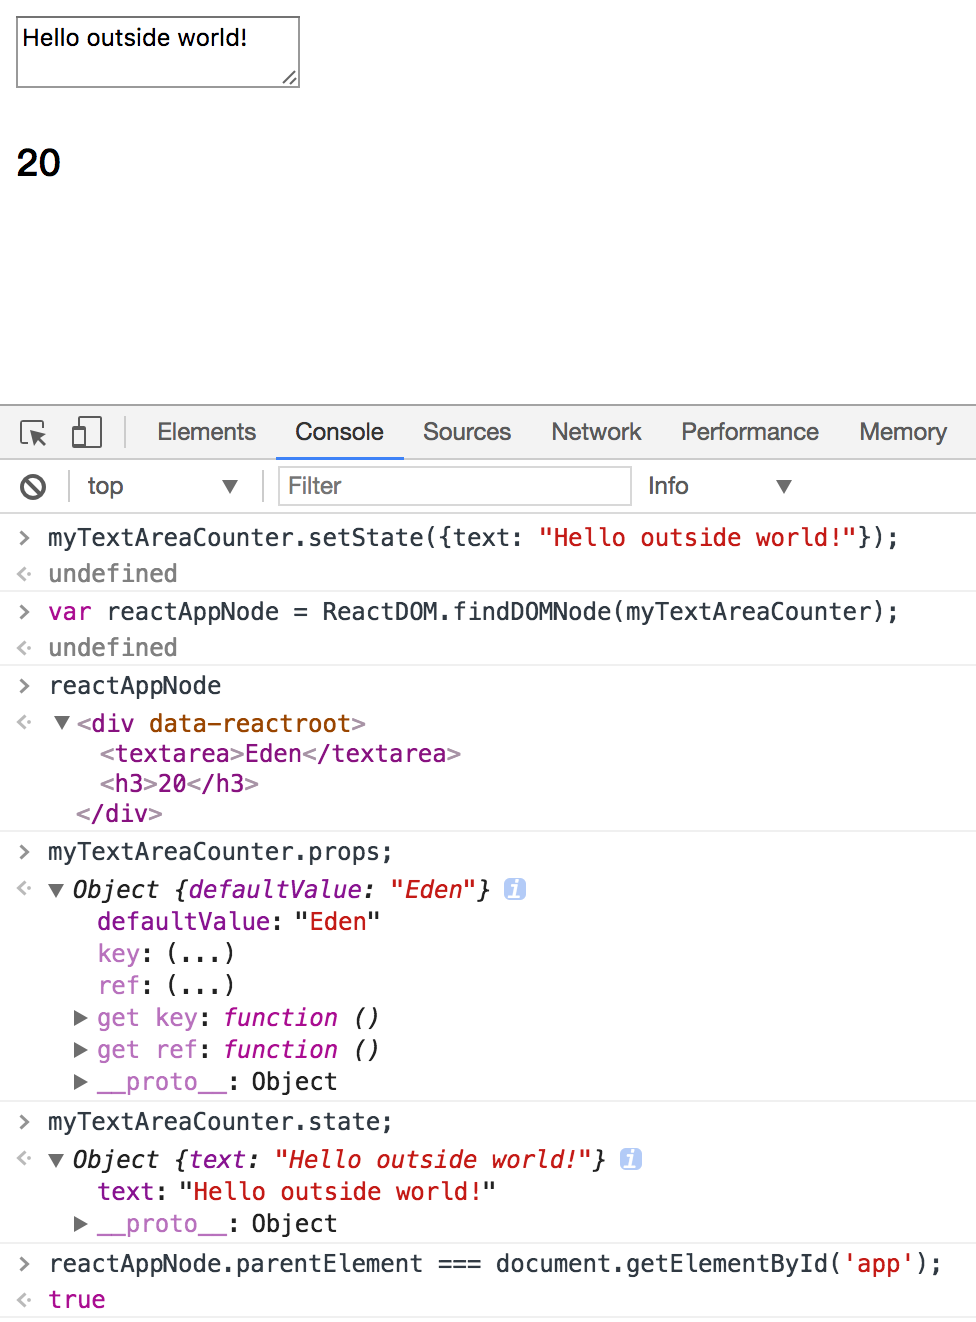 Hello outside world!
20
Elements Console Sources Network Performance Memory
top Filter Info
myTextAreaCounter.setState({text: "Hello outside world!"});
undefined
var reactAppNode = ReactDOM.findDOMNode(myTextAreaCounter);
undefined
reactAppNode
<div data-reactroot>
<textarea>Eden</textarea>
<h3>20</h3>
</div>
myTextAreaCounter.props;
Object {defaultValue: "Eden"} i
defaultValue: "Eden"
key: (...)
ref: (...)
get key: function ()
get ref: function ()
__proto__: Object
myTextAreaCounter.state;
Object {text: "Hello outside world!"} i
text: "Hello outside world!"
__proto__: Object
reactAppNode.parentElement === document.getElementById('app');
true